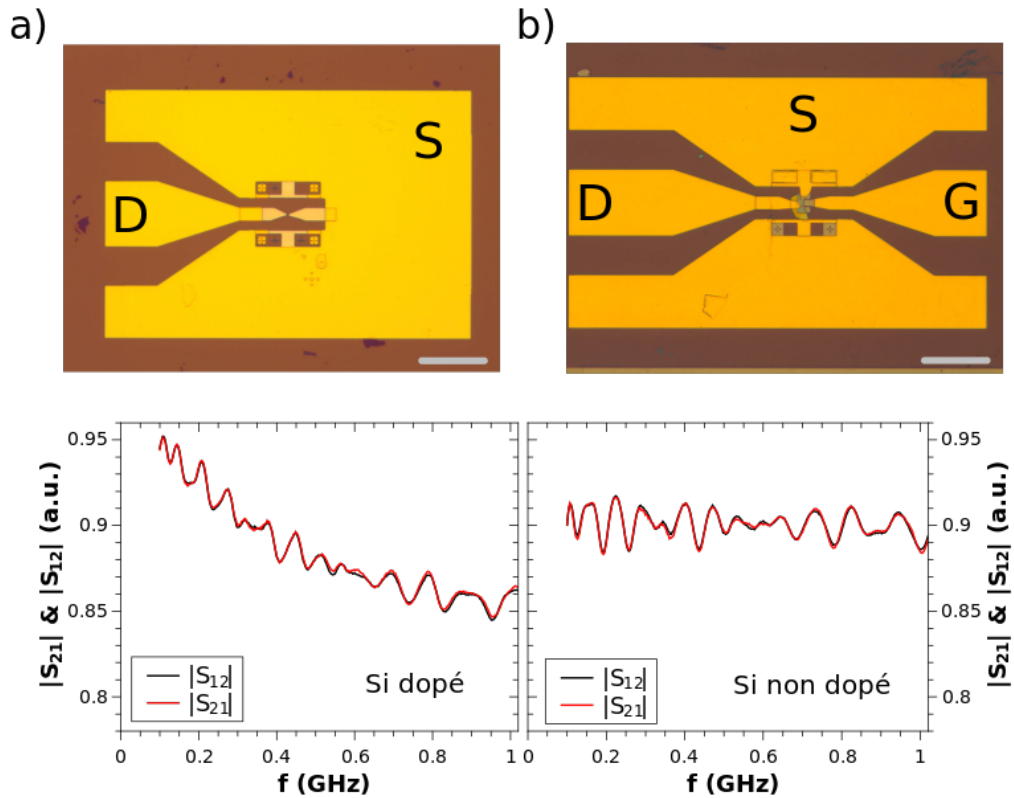 a)
S
D
b)
S
D
G
|S21| & |S12| (a.u.)
0.95
0.9
0.85
0.8
|S12|
|S21|
Si dopé
0
0.2
0.4
0.6
0.8
1
f (GHz)
|S12|
|S21|
Si non dopé
0
0.2
0.4
0.6
0.8
1
f (GHz)
0.95
0.9
0.85
0.8
|S21| & |S12| (a.u.)